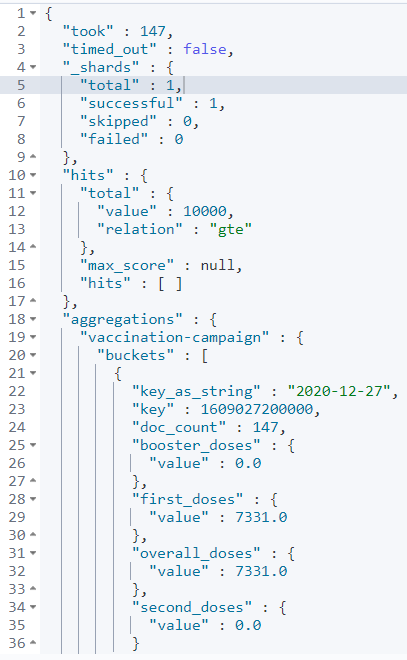 1 {
2 "took" : 147,
3 "timed_out" : false,
4 "_shards" : {
5 "total" : 1,
6 "successful" : 1,
7 "skipped" : 0,
8 "failed" : 0
9 },
10 "hits" : {
11 "total" : {
12 "value" : 10000,
13 "relation" : "gte"
14 },
15 "max_score" : null,
16 "hits" : [ ]
17 },
18 "aggregations" : {
19 "vaccination-campaign" : {
20 "buckets" : [
21 {
22 "key_as_string" : "2020-12-27",
23 "key" : 1609027200000,
24 "doc_count" : 147,
25 "booster_doses" : {
26 "value" : 0.0
27 },
28 "first_doses" : {
29 "value" : 7331.0
30 },
31 "overall_doses" : {
32 "value" : 7331.0
33 },
34 "second_doses" : {
35 "value" : 0.0
36 }